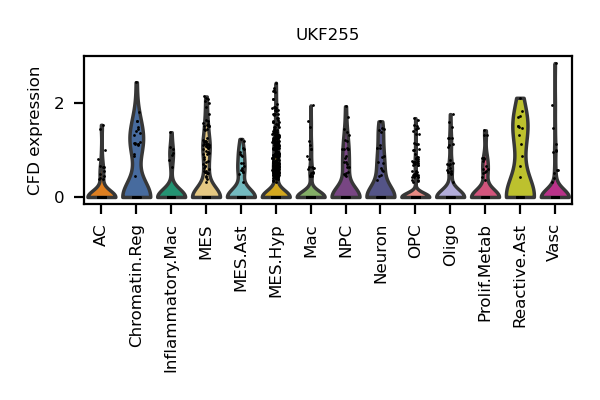 UKF255
CFD expression
2
0
AC
Chromatin.Reg
Inflammatory.Mac
MES
MES.Ast
MES.Hyp
Mac
NPC
Neuron
OPC
Oligo
Prolif.Metab
Reactive.Ast
Vasc